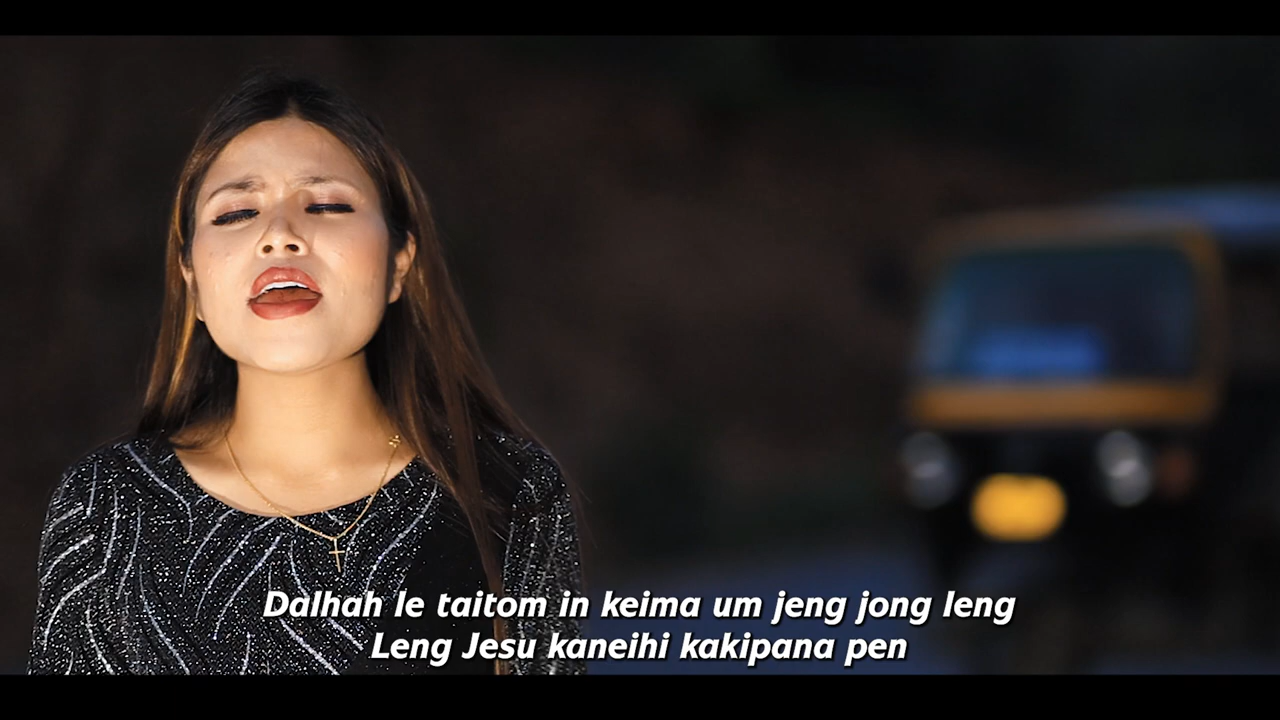 Dalhah le taitom in keima um jeng jong leng
Leng Jesu kaneihi kakipana pen